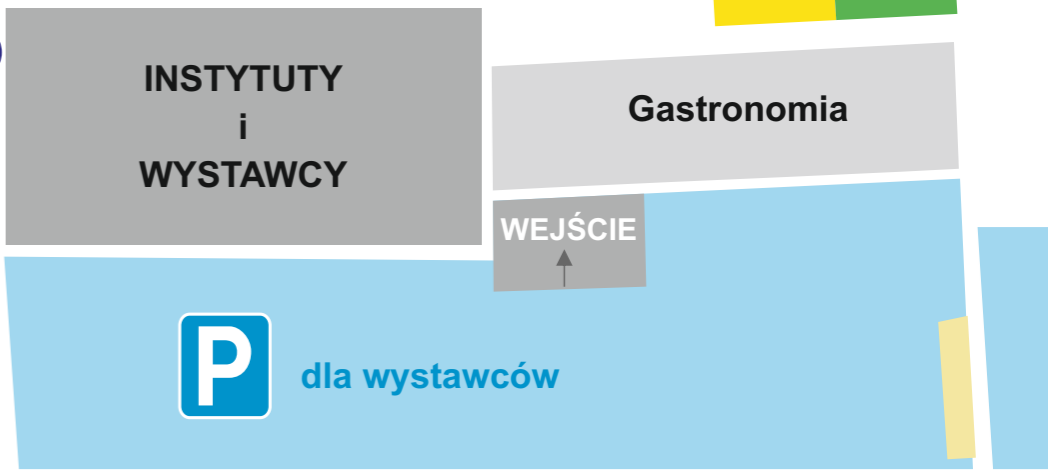 INSTYTUTY
i
WYSTAWCY
Gastronomia
WEJŚCIE
P
dla wystawców